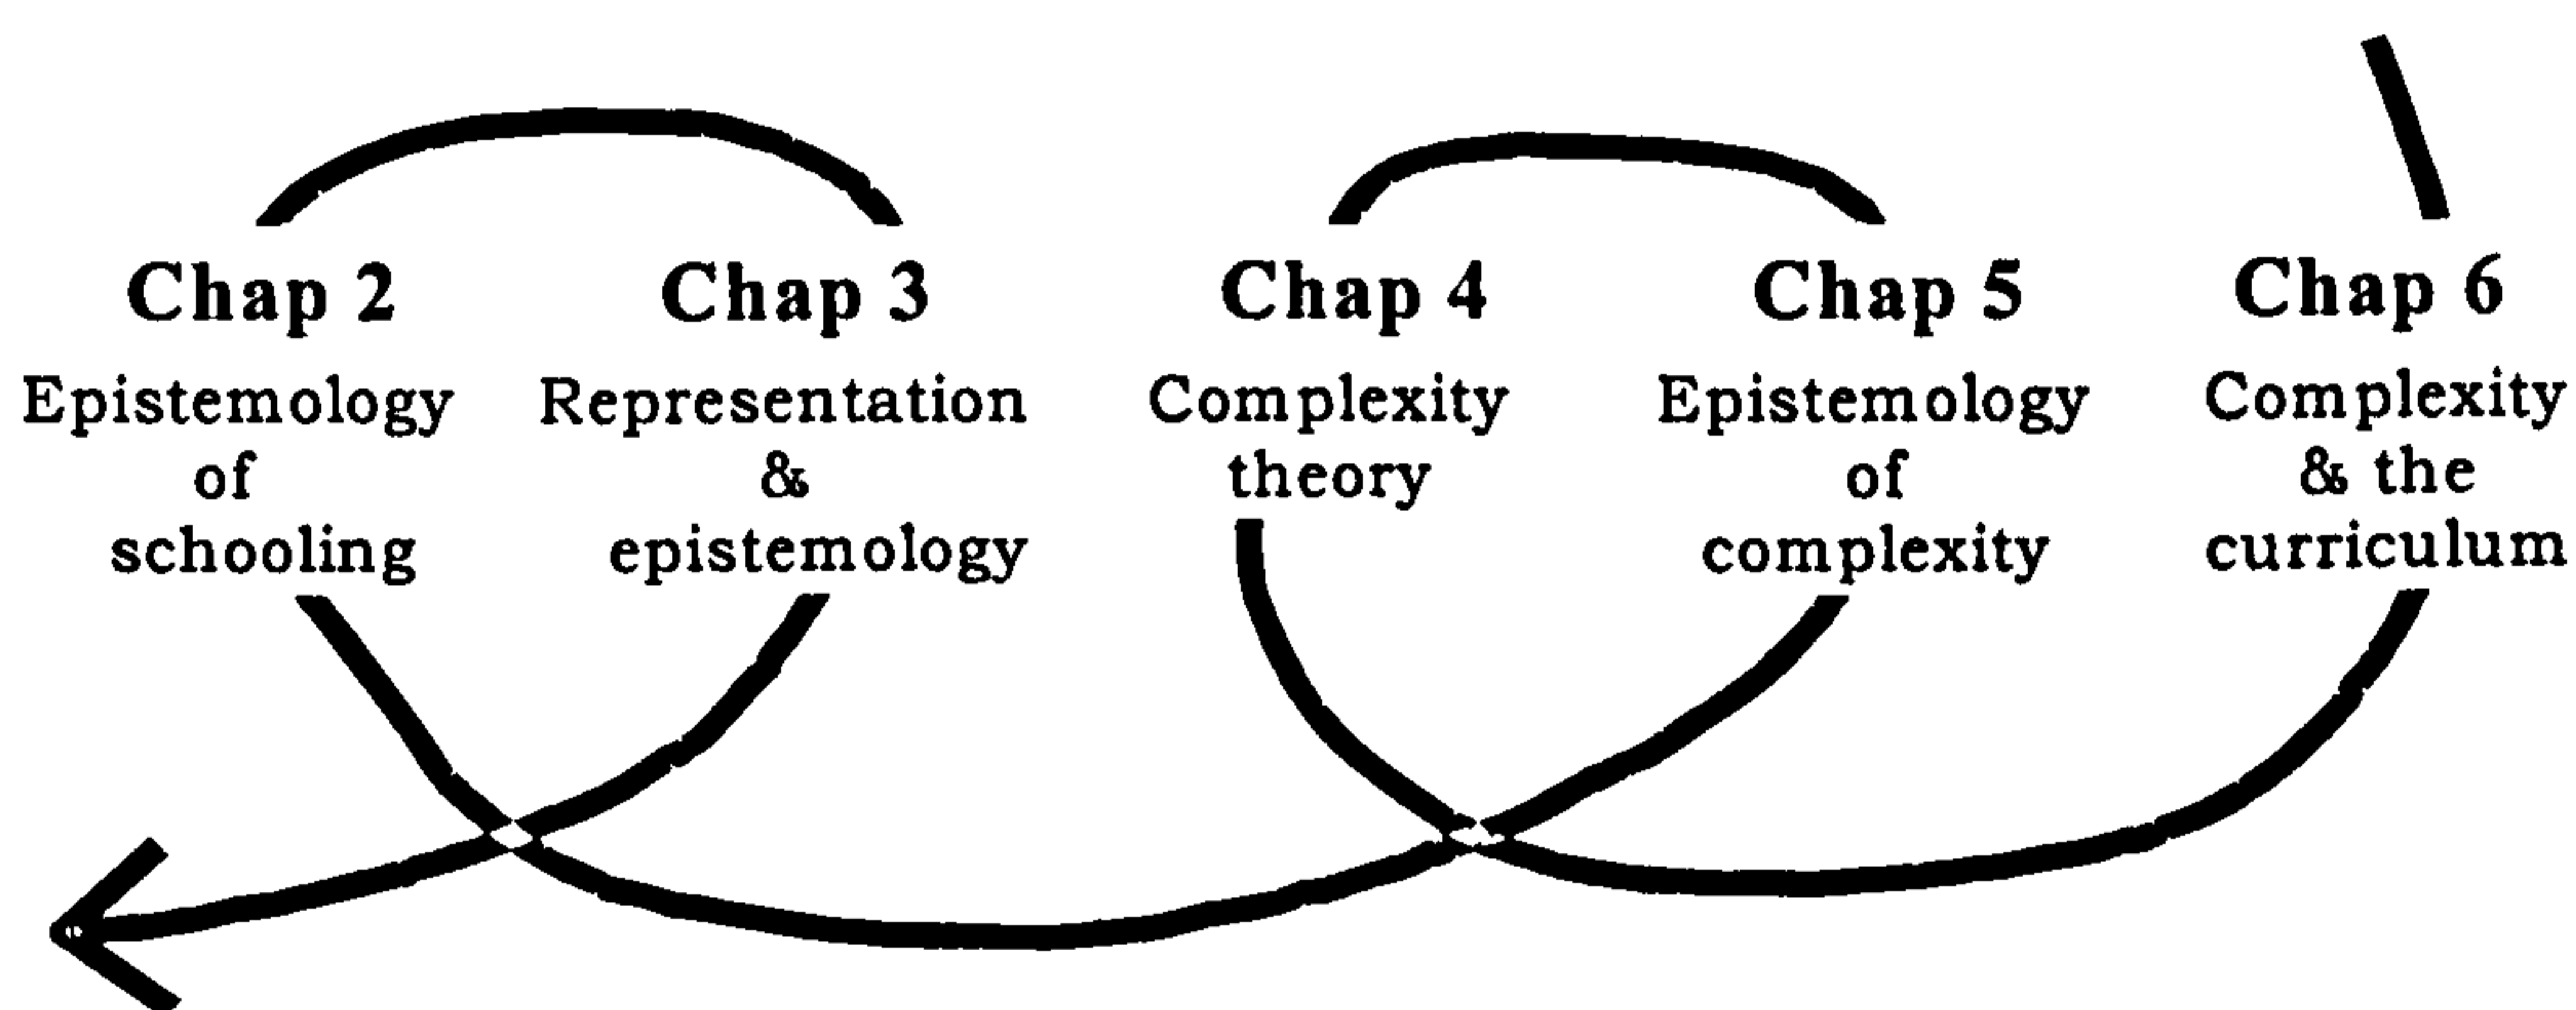 Chap 2
Epistemology
of
schooling
Chap 3
Representation
&
epistemology
Chap 4
Complexity
theory
Chap 5
Epistemology
of
complexity
Chap 6
Complexity
& the
curriculum